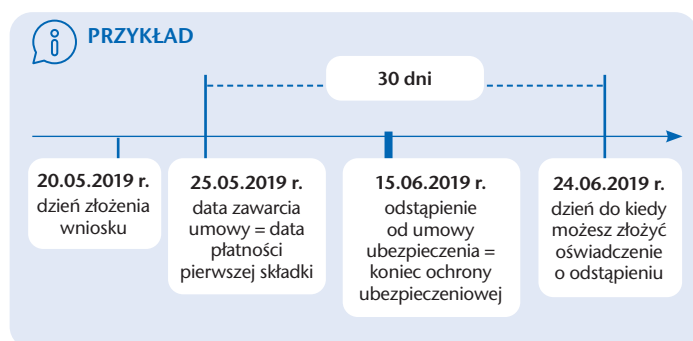 PRZYKŁAD
30 dni
20.05.2019 r.
dzień złożenia
wniosku
25.05.2019 r.
data zawarcia
umowy = data
płatności
pierwszej składki
15.06.2019 r.
odstąpienie
od umowy
ubezpieczenia =
koniec ochrony
ubezpieczeniowej
24.06.2019 r.
dzień do kiedy
możesz złożyć
oświadczenie
o odstąpieniu